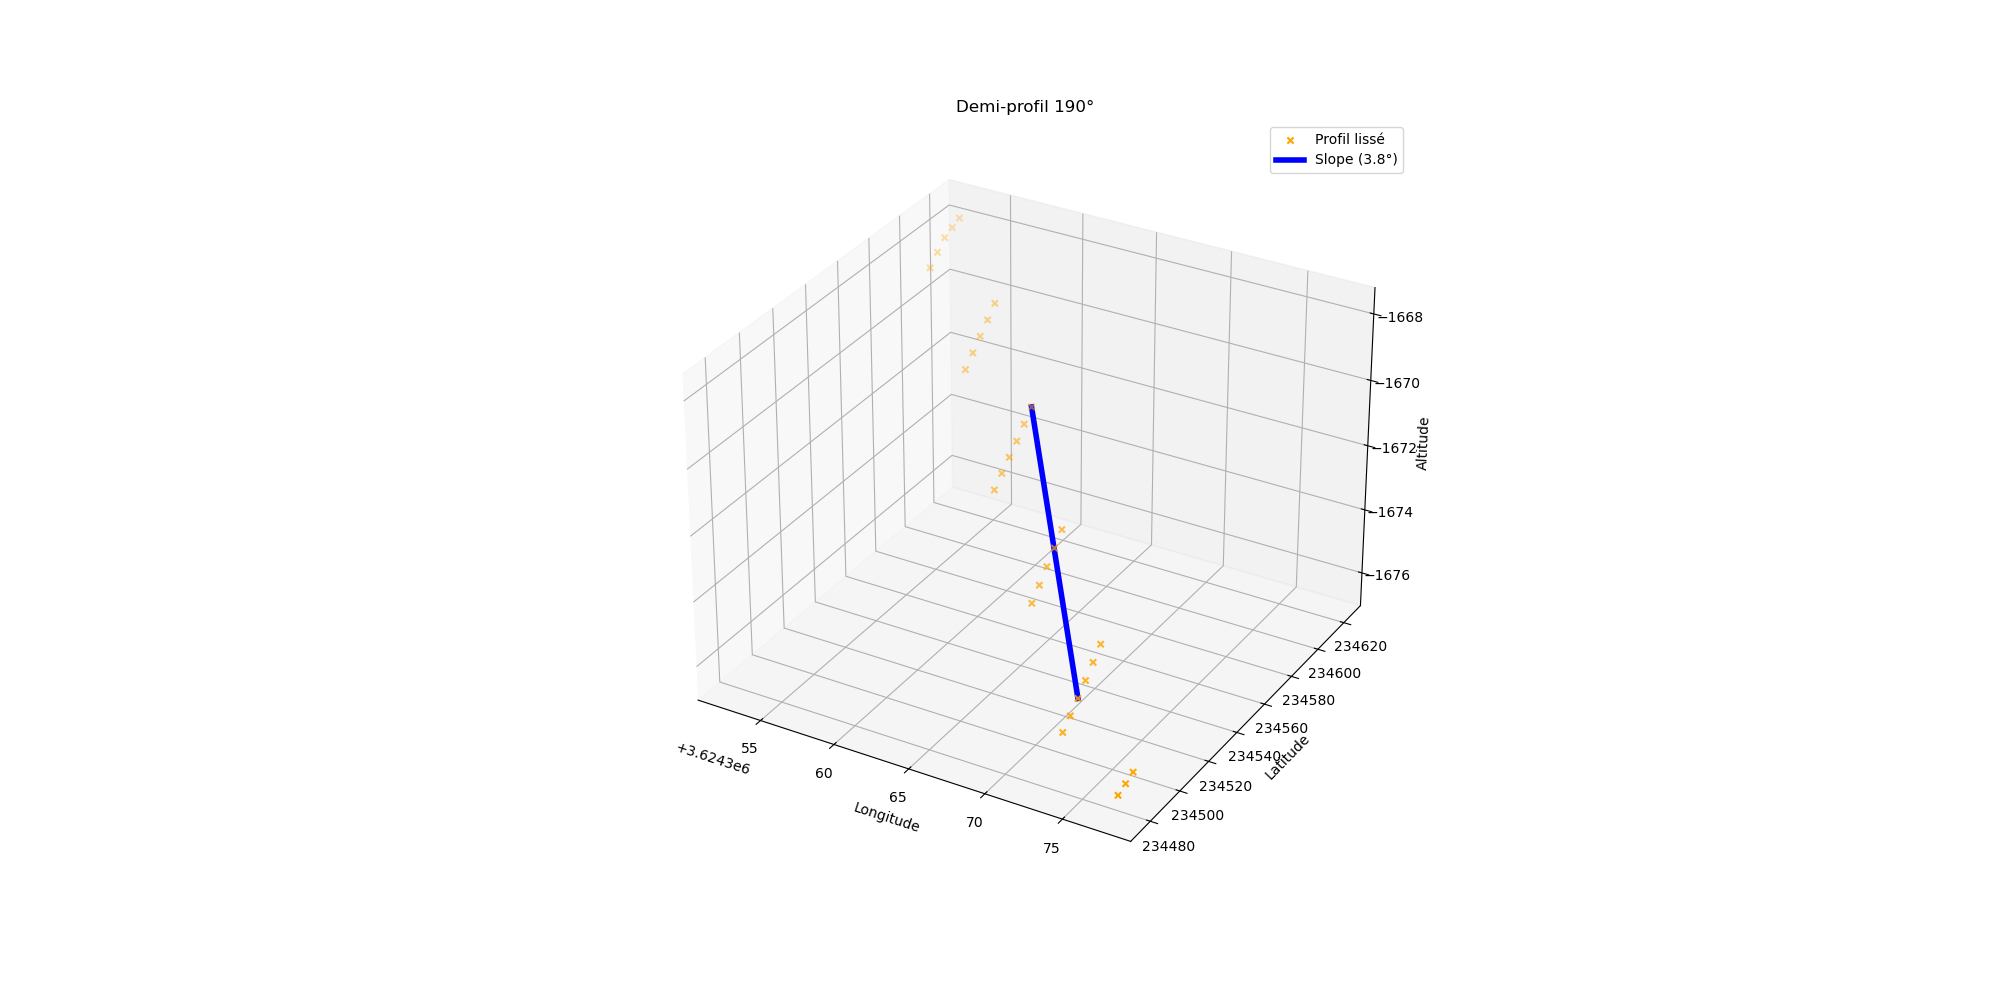 Demi-profil 190°
Profil lissé
Slope (3.8°)
−1668
−1670
−1672
−1674
−1676
Altitude
234620
234600
234580
234560
234540
234520
234500
234480
Latitude
55
60
65
70
75
+3.6243e6
Longitude